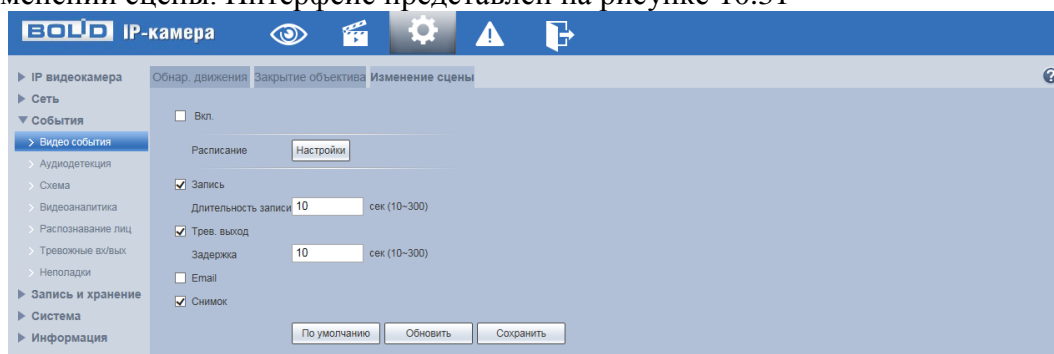 менении сцены. Интерфейс представлен на рисунке 10.31
BOLID IP-камера
IP видеокамера
Сеть
События
Видео события
Аудиодетекция
Схема
Видеоаналитика
Распознавание лиц
Тревожные вх/вых
Неполадки
Запись и хранение
Система
Информация
Обнар. движения Закрытие объектива Изменение сцены
?
Вкл.
Расписание Настройки
Запись
Длительность записи 10 сек (10~300)
Трев. выход
Задержка 10 сек (10~300)
Email
Снимок
По умолчанию Обновить Сохранить